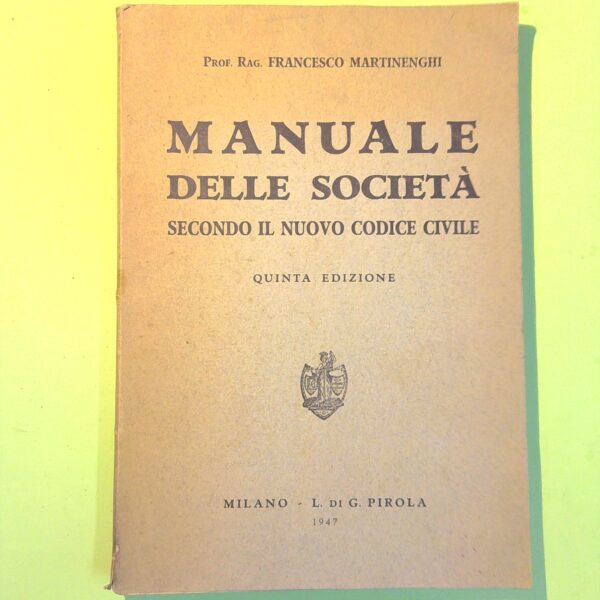 Prof. Rag. FRANCESCO MARTINENGHI
MANUALE
DELLE SOCIETÀ
SECONDO IL NUOVO CODICE CIVILE
QUINTA EDIZIONE
MILANO - L. DI G. PIROLA
1947